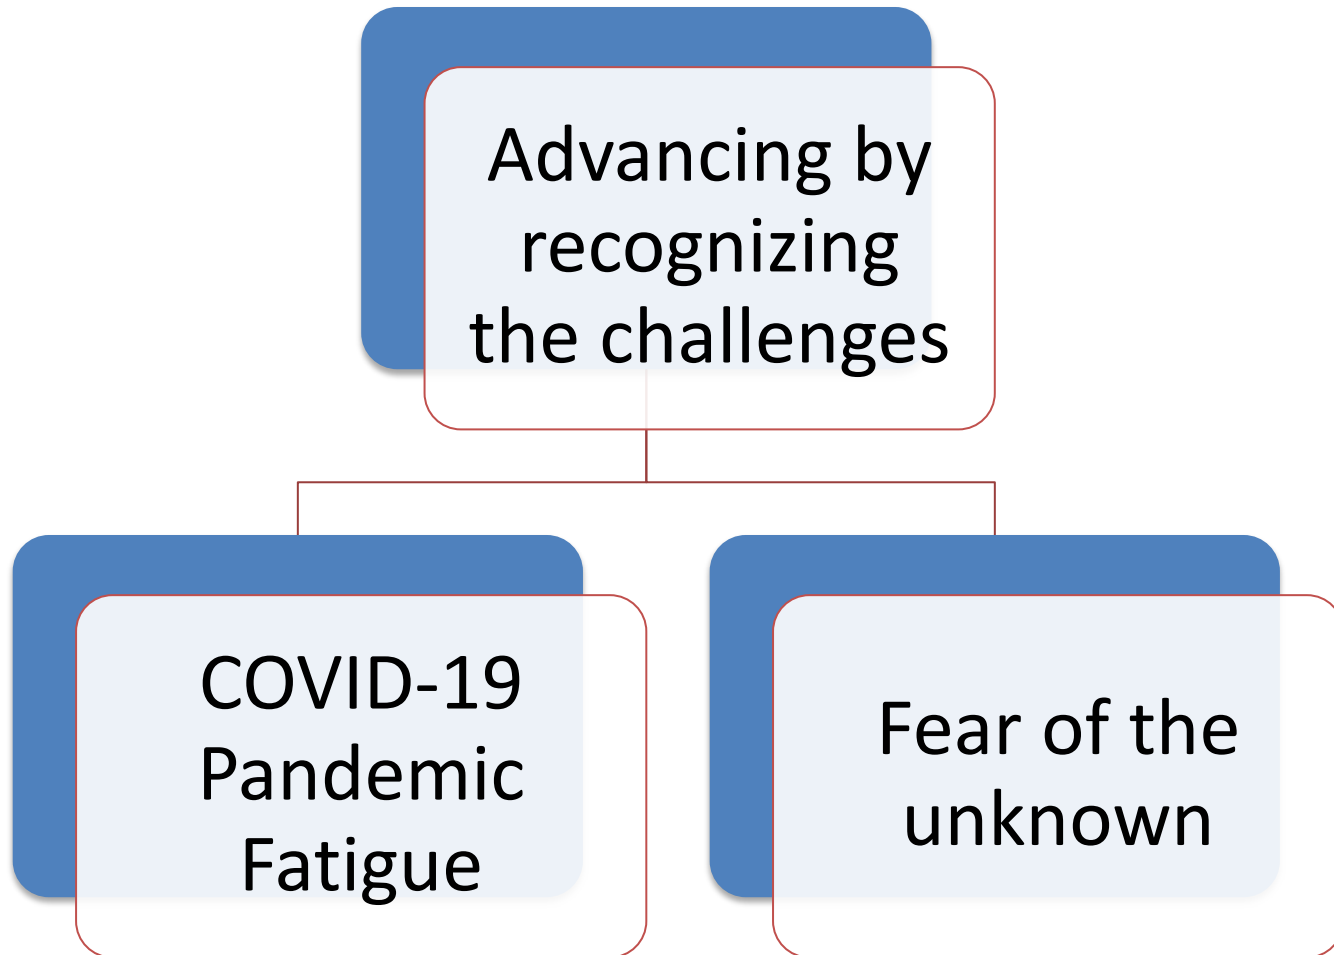 Advancing by
recognizing
the challenges
COVID-19
Pandemic
Fatigue
Fear of the
unknown